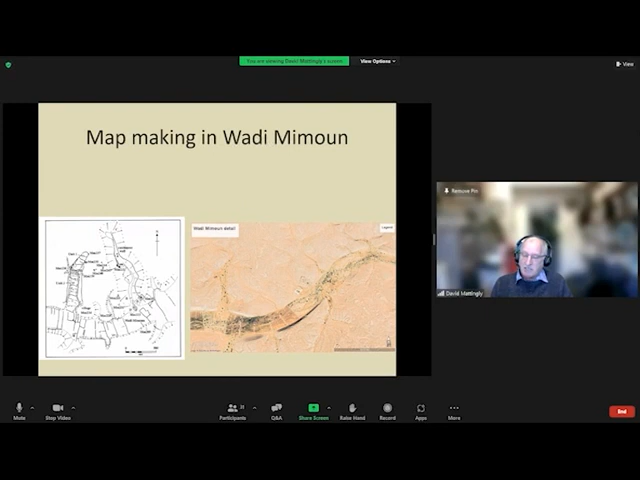 You are viewing David Mattingly's screen
View Options
View
Map making in Wadi Mimoun
Wadi Mimoun detail
Legend
Remove Pin
David Mattingly
Mute
Stop Video
Participants
Q&A
Share Screen
Raise Hand
Record
Apps
More
End